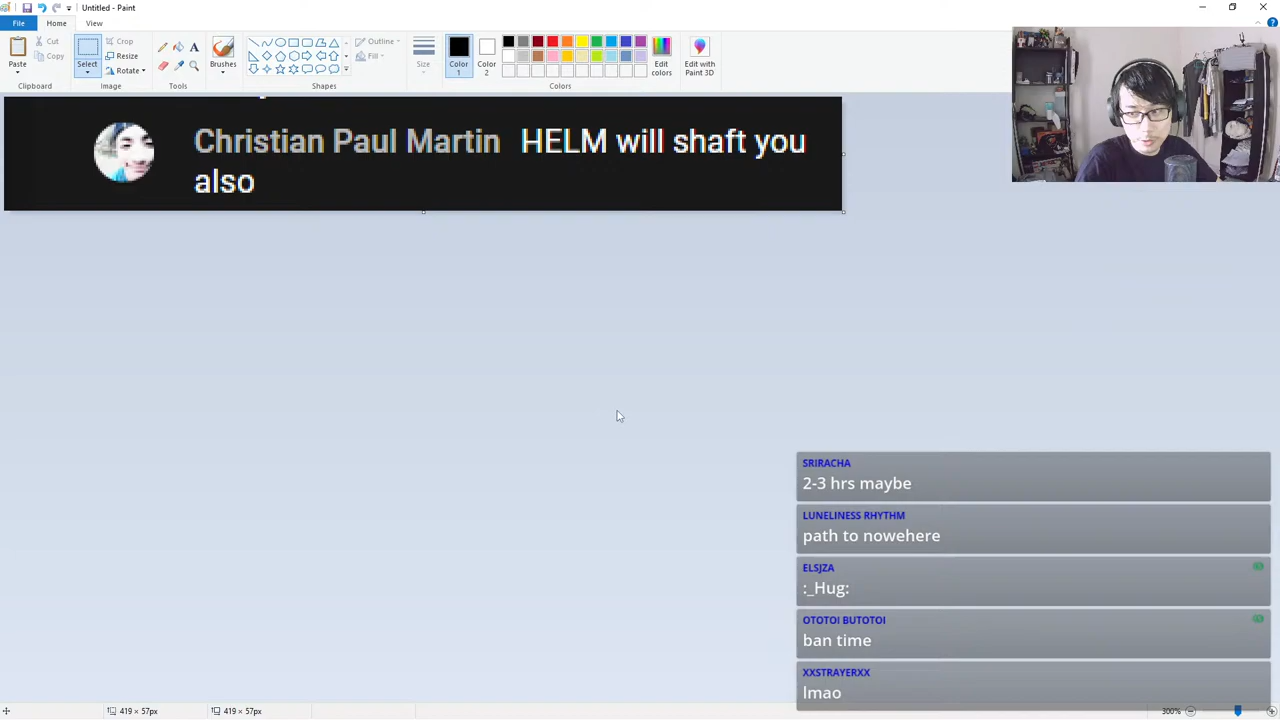 Untitled - Paint
File Home View
Paste Cut Copy Clipboard
Select Crop Resize Rotate Image
Tools
Brushes
Outline Fill Shapes
Size
Color 1 Color 2 Edit colors Colors
Edit with Paint 3D
Christian Paul Martin HELM will shaft you
also
SRIRACHA
2-3 hrs maybe
LUNELINESS RHYTHM
path to nowehere
ELSJZA
:_Hug:
OTOTOI BUTOTOI
ban time
XXSTRAYERXX
lmao
419 × 57px 419 × 57px 300%